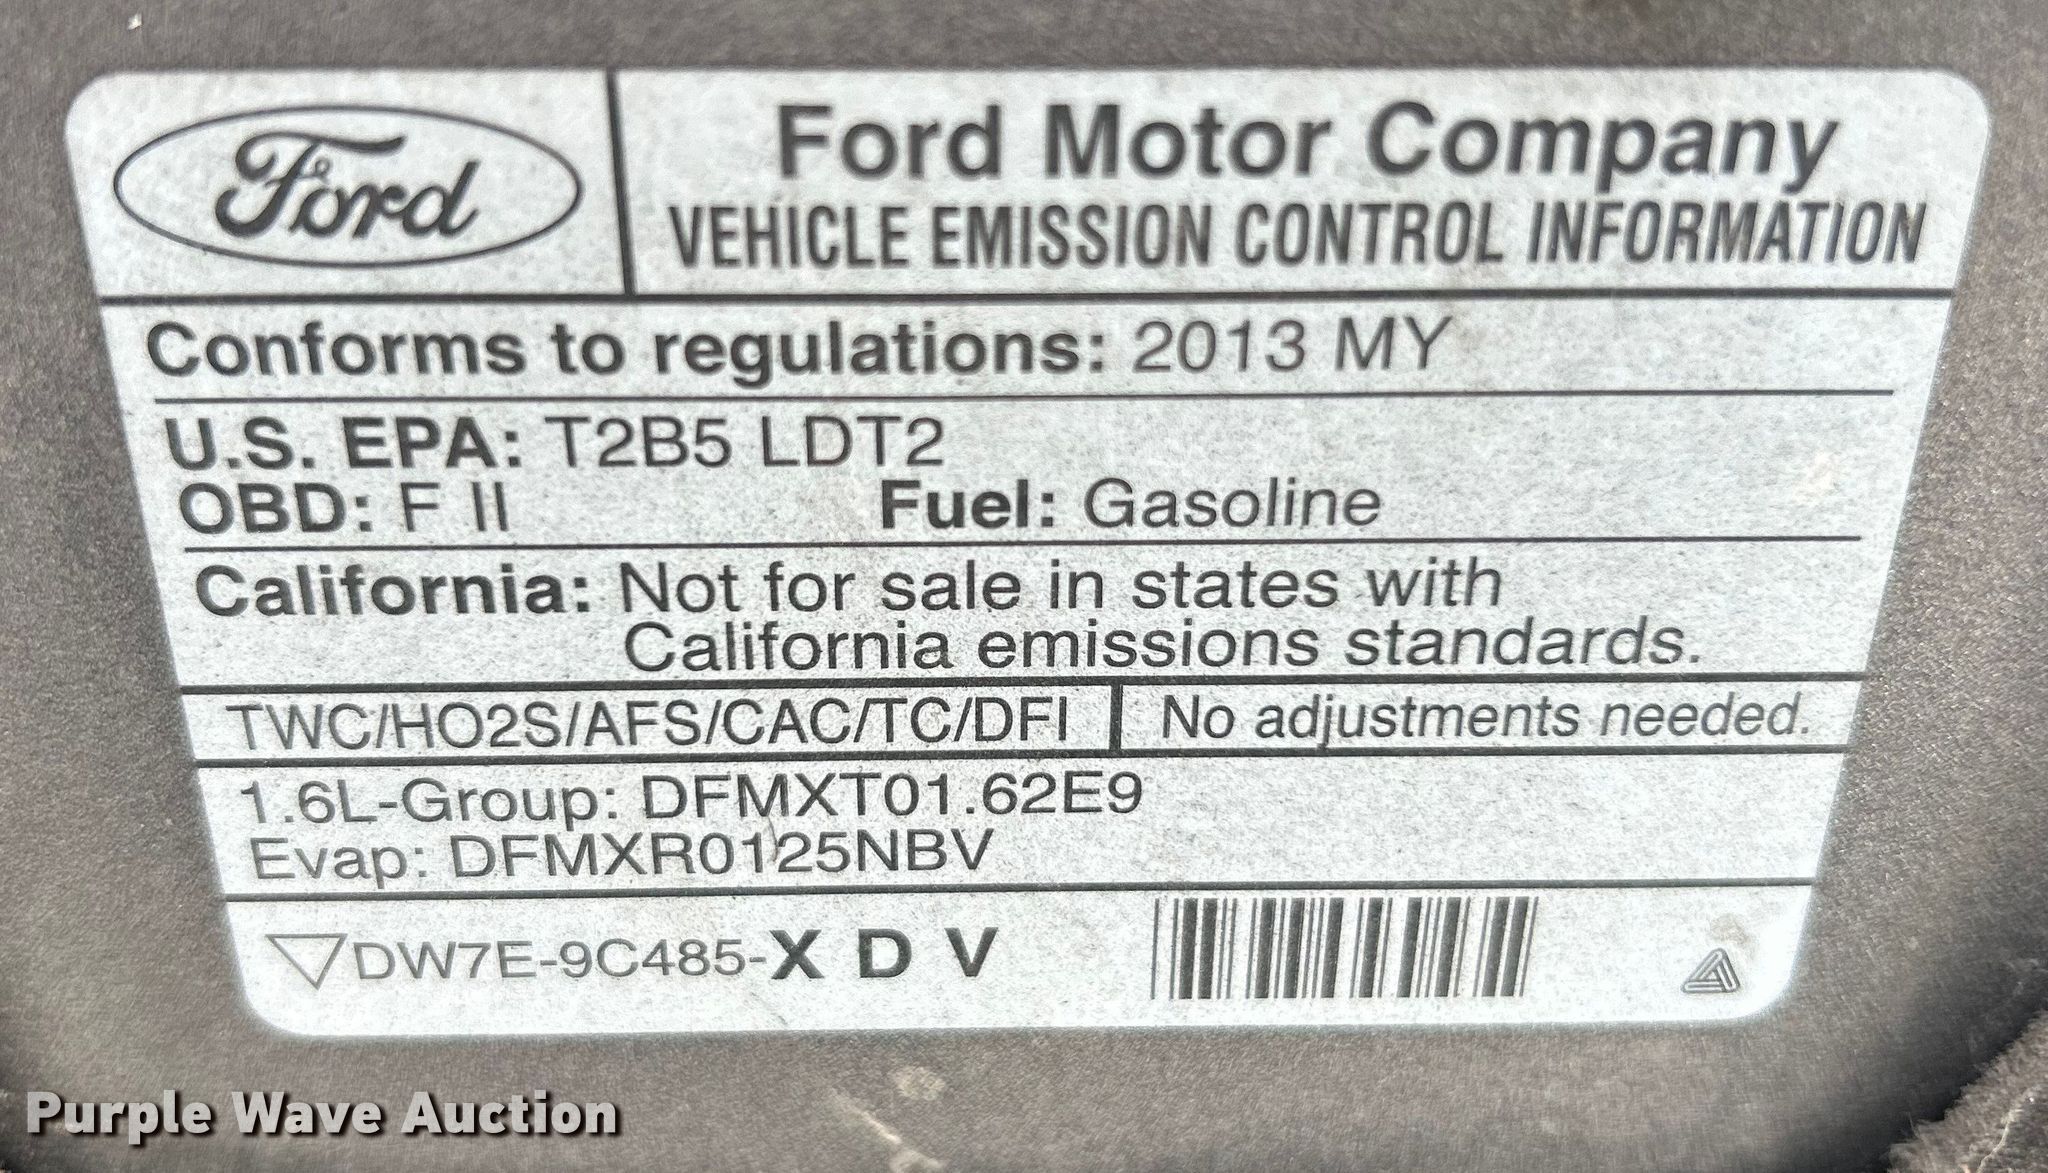 Ford
Ford Motor Company
VEHICLE EMISSION CONTROL INFORMATION
Conforms to regulations: 2013 MY
U.S. EPA: T2B5 LDT2
OBD: F II Fuel: Gasoline
California: Not for sale in states with
California emissions standards.
TWC/HO2S/AFS/CAC/TC/DFI No adjustments needed.
1.6L-Group: DFMXT01.62E9
Evap: DFMXR0125NBV
DW7E-9C485-X D V
Purple Wave Auction